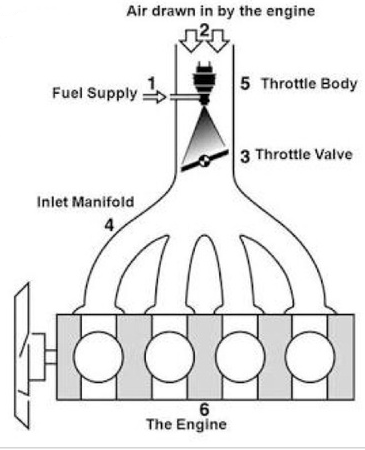 Air drawn in by the engine
2
1
Fuel Supply
5 Throttle Body
3 Throttle Valve
Inlet Manifold
4
6
The Engine